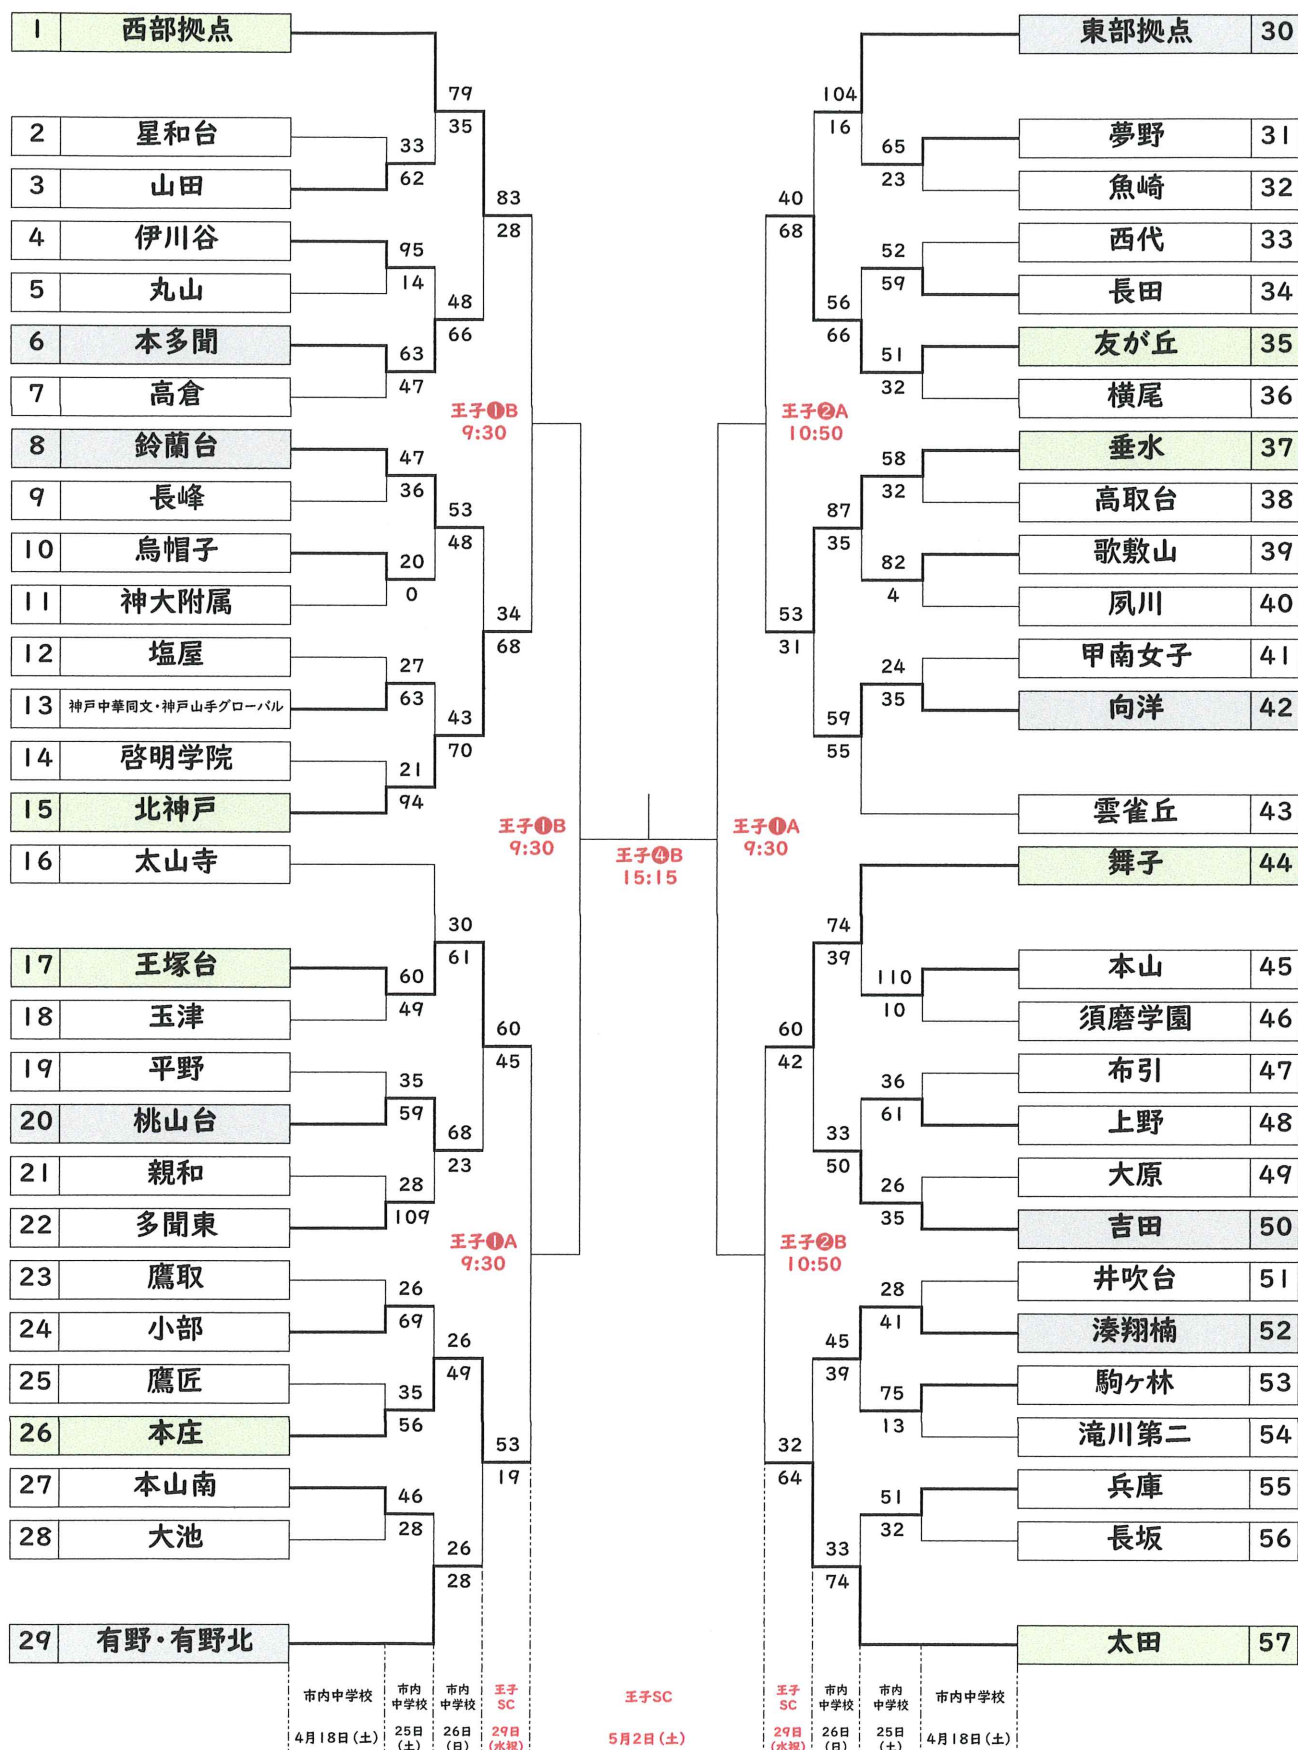 1 西部拠点
2 星和台
3 山田
4 伊川谷
5 丸山
6 本多聞
7 高倉
8 鈴蘭台
9 長峰
10 烏帽子
11 神大附属
12 塩屋
13 神戸中華同文・神戸山手グローバル
14 啓明学院
15 北神戸
16 太山寺
17 王塚台
18 玉津
19 平野
20 桃山台
21 親和
22 多聞東
23 鷹取
24 小部
25 鷹匠
26 本庄
27 本山南
28 大池
29 有野・有野北
33
62
95
14
63
47
47
36
20
0
27
63
21
94
60
49
35
59
28
109
26
69
35
56
46
28
79
35
48
66
53
48
43
70
30
61
68
23
26
49
26
28
83
28
34
68
60
45
53
19
王子❶B
9:30
王子❶B
9:30
王子❶A
9:30
王子❹B
15:15
王子❷A
10:50
王子❶A
9:30
王子❷B
10:50
40
68
53
31
60
42
32
64
104
16
56
66
87
35
59
55
74
39
33
50
45
39
33
74
65
23
52
59
51
32
58
32
82
4
24
35
110
10
36
61
26
35
28
41
75
13
51
32
東部拠点 30
夢野 31
魚崎 32
西代 33
長田 34
友が丘 35
横尾 36
垂水 37
高取台 38
歌敷山 39
夙川 40
甲南女子 41
向洋 42
雲雀丘 43
舞子 44
本山 45
須磨学園 46
布引 47
上野 48
大原 49
吉田 50
井吹台 51
湊翔楠 52
駒ヶ林 53
滝川第二 54
兵庫 55
長坂 56
太田 57
市内中学校
4月18日(土)
市内
中学校
25日
(土)
市内
中学校
26日
(日)
王子
SC
29日
(水祝)
王子SC
5月2日(土)
王子
SC
29日
(水祝)
市内
中学校
26日
(日)
市内
中学校
25日
(土)
市内中学校
4月18日(土)